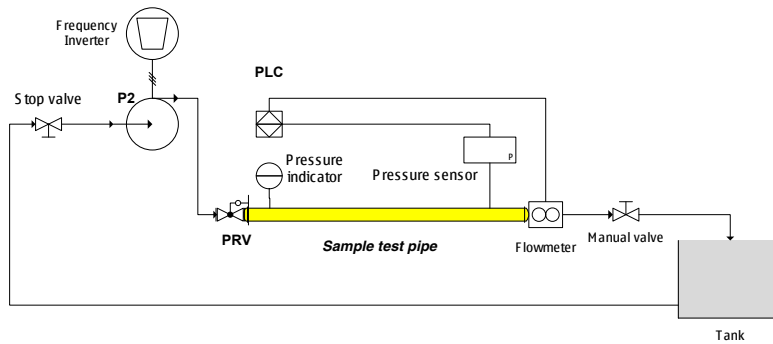 Frequency
Inverter
PLC
Stop valve
P2
Pressure
indicator
Pressure sensor
P
PRV
Sample test pipe
Flowmeter
Manual valve
Tank